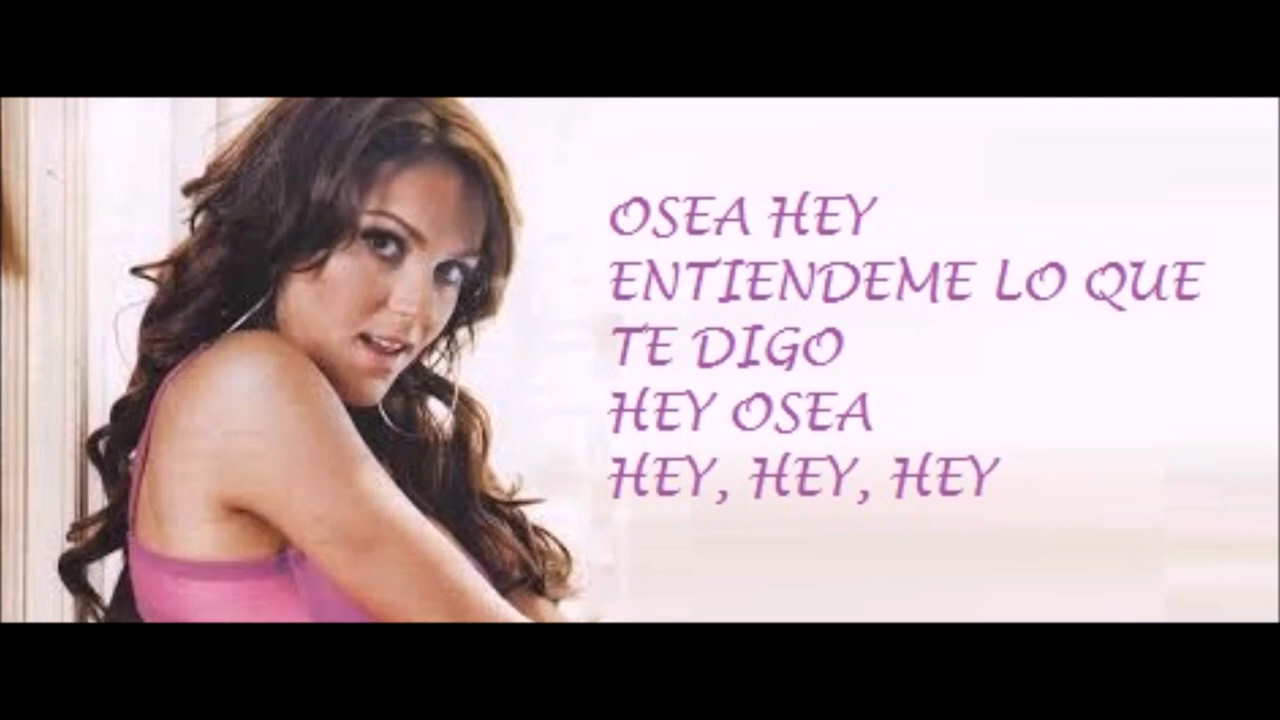 OSEA HEY
ENTIENDEME LO QUE
TE DIGO
HEY OSEA
HEY, HEY, HEY